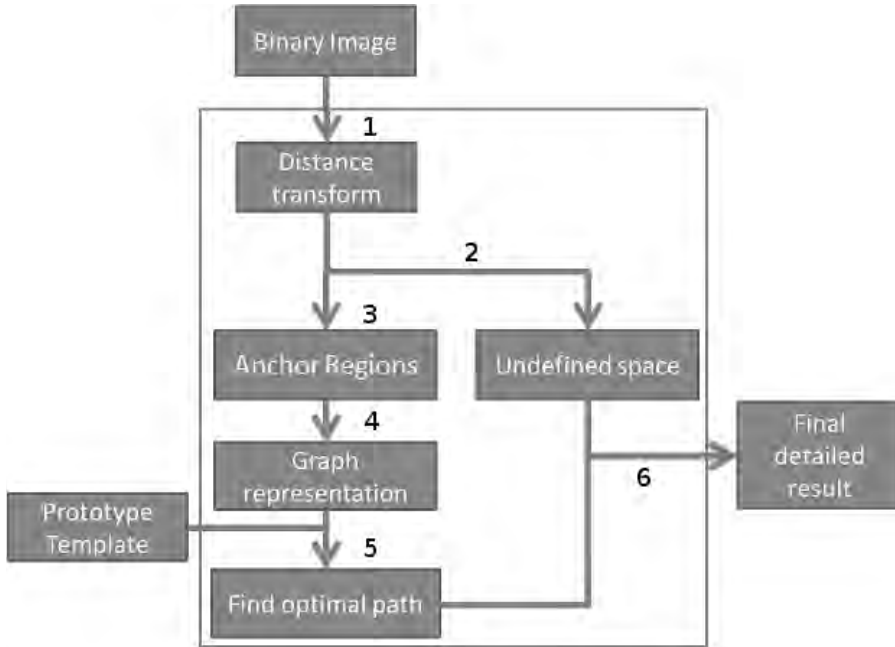 Binary Image
1
Distance
transform
2
3
Anchor Regions
Undefined space
4
Graph
representation
Final
detailed
result
6
Prototype
Template
5
Find optimal path